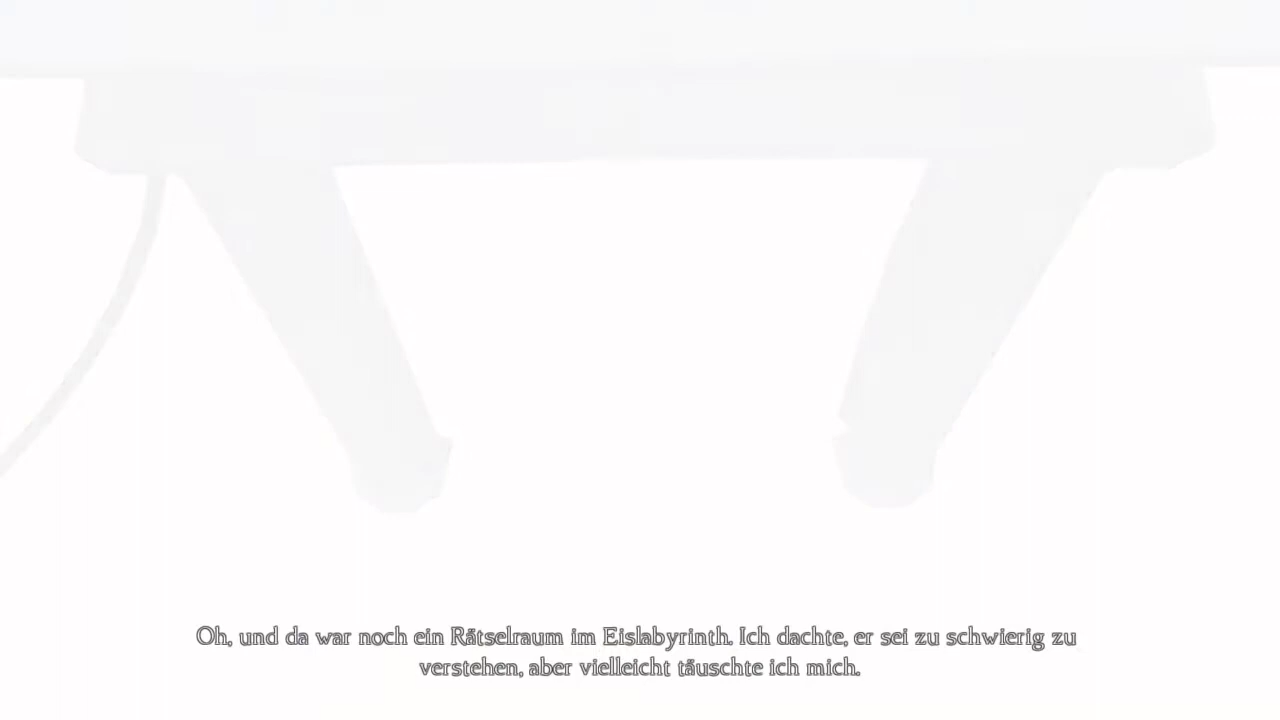 Oh, und da war noch ein Rätselraum im Eislabyrinth. Ich dachte, er sei zu schwierig zu
verstehen, aber vielleicht täuschte ich mich.